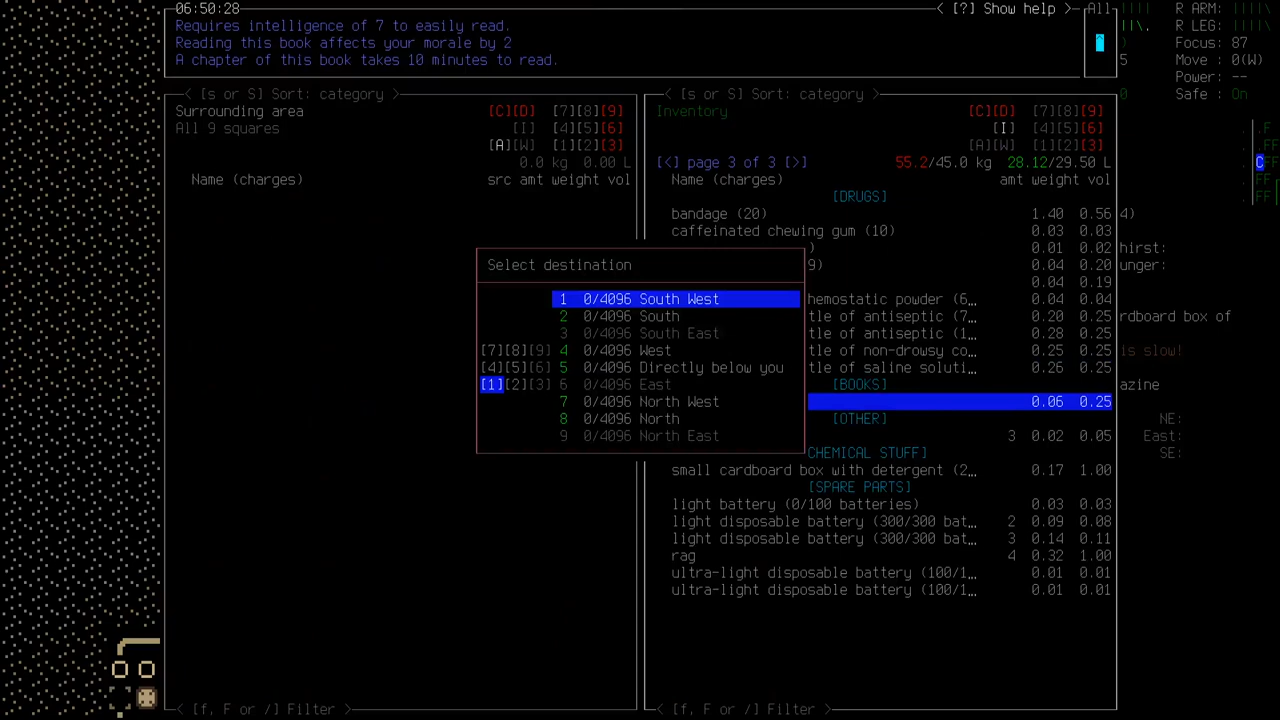 06:50:28 < [?] Show help > All R ARM: ||||\
Requires intelligence of 7 to easily read. R LEG: ||||\
Reading this book affects your morale by 2 Focus: 87
A chapter of this book takes 10 minutes to read. 5 Move : 0(W)
Power: --
0 Safe : On
< [s or S] Sort: category > < [s or S] Sort: category >
Surrounding area [C][D] [7][8][9] Inventory [C][D] [7][8][9]
All 9 squares [I] [4][5][6] [I] [4][5][6]
[A][W] [1][2][3] [A][W] [1][2][3]
0.0 kg 0.00 L [<] page 3 of 3 [>] 55.2/45.0 kg 28.12/29.50 L
Name (charges) src amt weight vol Name (charges) amt weight vol
[DRUGS]
bandage (20) 1.40 0.56 4)
caffeinated chewing gum (10) 0.03 0.03
) 0.01 0.02 hirst:
Select destination 9) 0.04 0.20 unger:
0.04 0.19
1 0/4096 South West hemostatic powder (6… 0.04 0.04
2 0/4096 South tle of antiseptic (7… 0.20 0.25 rdboard box of
3 0/4096 South East tle of antiseptic (1… 0.28 0.25
[7][8][9] 4 0/4096 West tle of non-drowsy co… 0.25 0.25 is slow!
[4][5][6] 5 0/4096 Directly below you tle of saline soluti… 0.26 0.25
[1][2][3] 6 0/4096 East [BOOKS] azine
7 0/4096 North West 0.06 0.25
8 0/4096 North [OTHER] NE:
9 0/4096 North East 3 0.02 0.05 East:
CHEMICAL STUFF] SE:
small cardboard box with detergent (2… 0.17 1.00
[SPARE PARTS]
light battery (0/100 batteries) 0.03 0.03
light disposable battery (300/300 bat… 2 0.09 0.08
light disposable battery (300/300 bat… 3 0.14 0.11
rag 4 0.32 1.00
ultra-light disposable battery (100/1… 0.01 0.01
ultra-light disposable battery (100/1… 0.01 0.01
< [f, F or /] Filter > < [f, F or /] Filter >